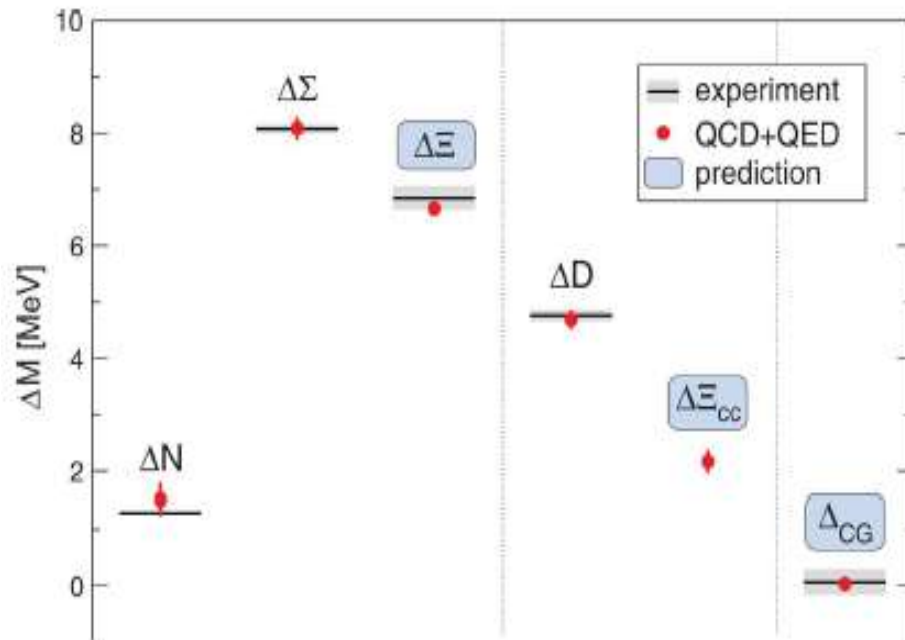 10
8
6
4
2
0
ΔM [MeV]
ΔN
ΔΣ
ΔΞ
ΔD
ΔΞcc
ΔCG
experiment
QCD+QED
prediction